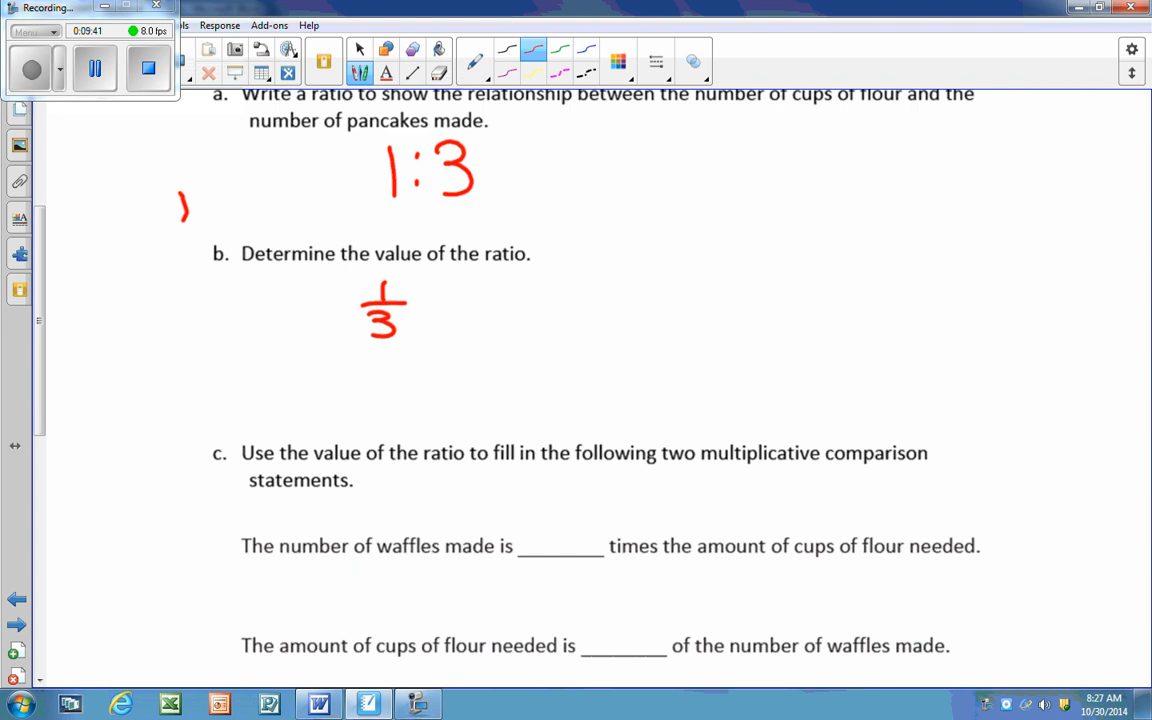 Recording...
Menu
0:09:41
8.0 fps
Response Add-ons Help
a. Write a ratio to show the relationship between the number of cups of flour and the
number of pancakes made.
1:3
b. Determine the value of the ratio.
1
3
c. Use the value of the ratio to fill in the following two multiplicative comparison
statements.
The number of waffles made is ________ times the amount of cups of flour needed.
The amount of cups of flour needed is ________ of the number of waffles made.
8:27 AM
10/30/2014